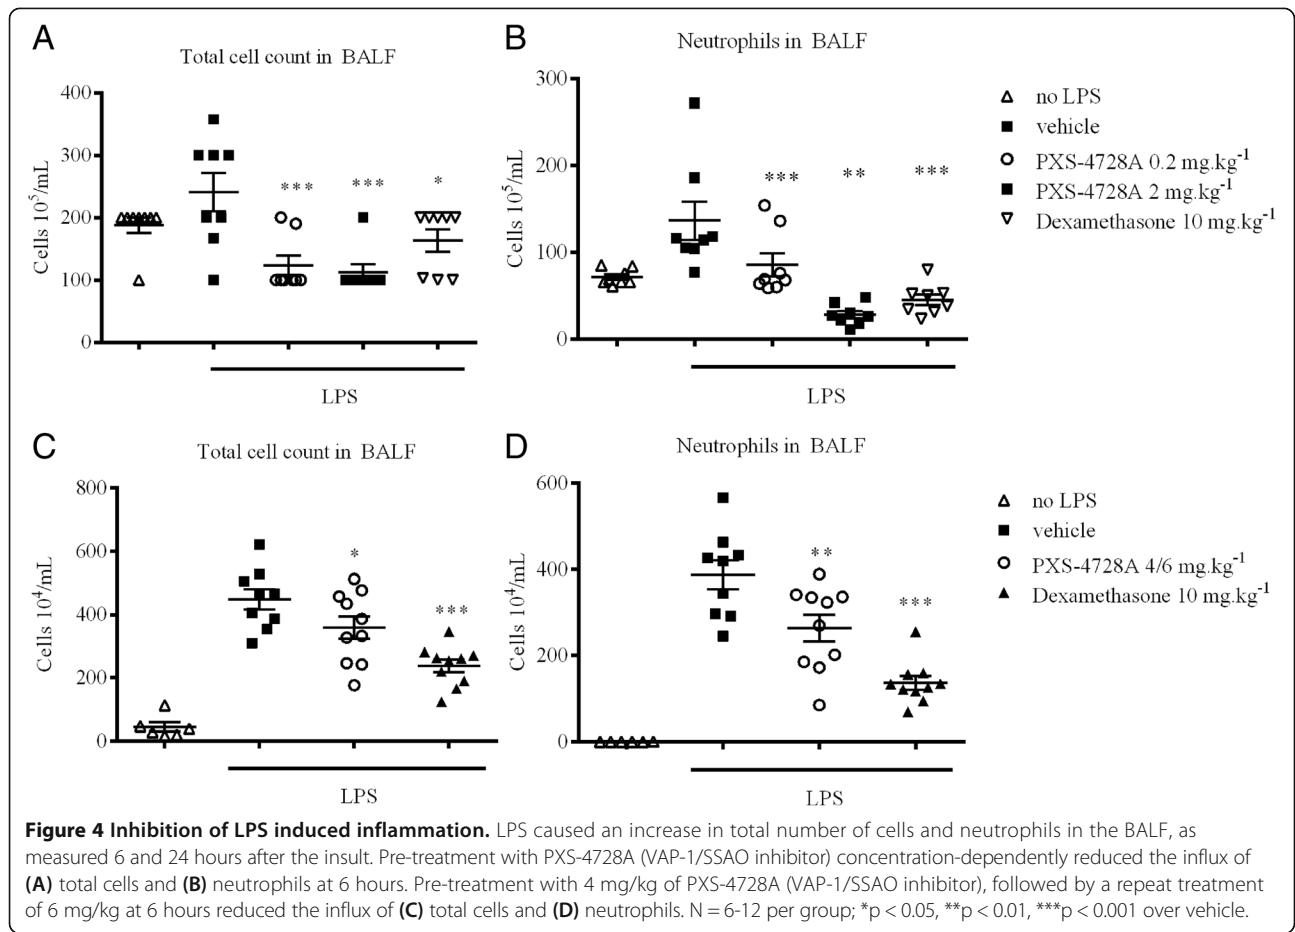 A
Total cell count in BALF
400
300
200
100
0
Cells 10⁵/mL
***
***
*
LPS
B
Neutrophils in BALF
300
200
100
0
Cells 10⁵/mL
***
**
***
LPS
no LPS
vehicle
PXS-4728A 0.2 mg.kg⁻¹
PXS-4728A 2 mg.kg⁻¹
Dexamethasone 10 mg.kg⁻¹
C
Total cell count in BALF
800
600
400
200
0
Cells 10⁴/mL
*
***
LPS
D
Neutrophils in BALF
600
400
200
0
Cells 10⁴/mL
**
***
LPS
no LPS
vehicle
PXS-4728A 4/6 mg.kg⁻¹
Dexamethasone 10 mg.kg⁻¹
Figure 4 Inhibition of LPS induced inflammation. LPS caused an increase in total number of cells and neutrophils in the BALF, as
measured 6 and 24 hours after the insult. Pre-treatment with PXS-4728A (VAP-1/SSAO inhibitor) concentration-dependently reduced the influx of
(A) total cells and (B) neutrophils at 6 hours. Pre-treatment with 4 mg/kg of PXS-4728A (VAP-1/SSAO inhibitor), followed by a repeat treatment
of 6 mg/kg at 6 hours reduced the influx of (C) total cells and (D) neutrophils. N = 6-12 per group; *p < 0.05, **p < 0.01, ***p < 0.001 over vehicle.